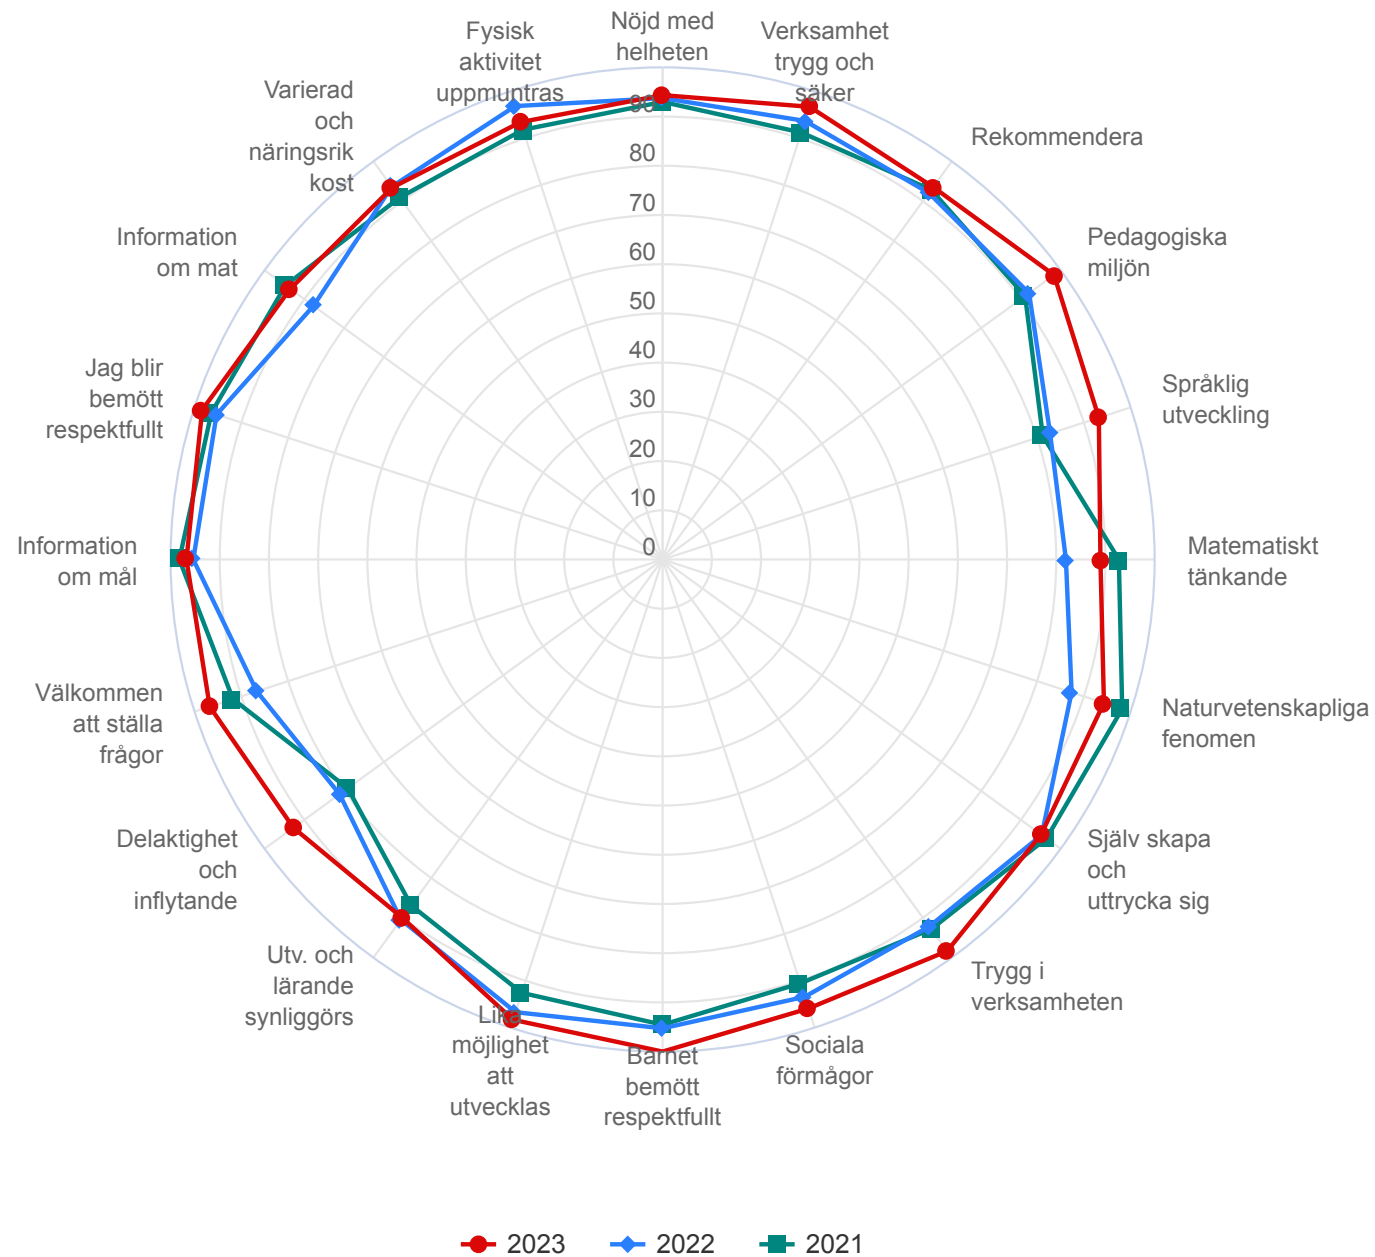 Nöjd med
helheten
Verksamhet
trygg och
säker
Rekommendera
Pedagogiska
miljön
Språklig
utveckling
Matematiskt
tänkande
Naturvetenskapliga
fenomen
Själv skapa
och
uttrycka sig
Trygg i
verksamheten
Sociala
förmågor
Barnet
bemött
respektfullt
Lika
möjlighet
att
utvecklas
Utv. och
lärande
synliggörs
Delaktighet
och
inflytande
Välkommen
att ställa
frågor
Information
om mål
Jag blir
bemött
respektfullt
Information
om mat
Varierad
och
näringsrik
kost
Fysisk
aktivitet
uppmuntras
90
80
70
60
50
40
30
20
10
0
2023
2022
2021